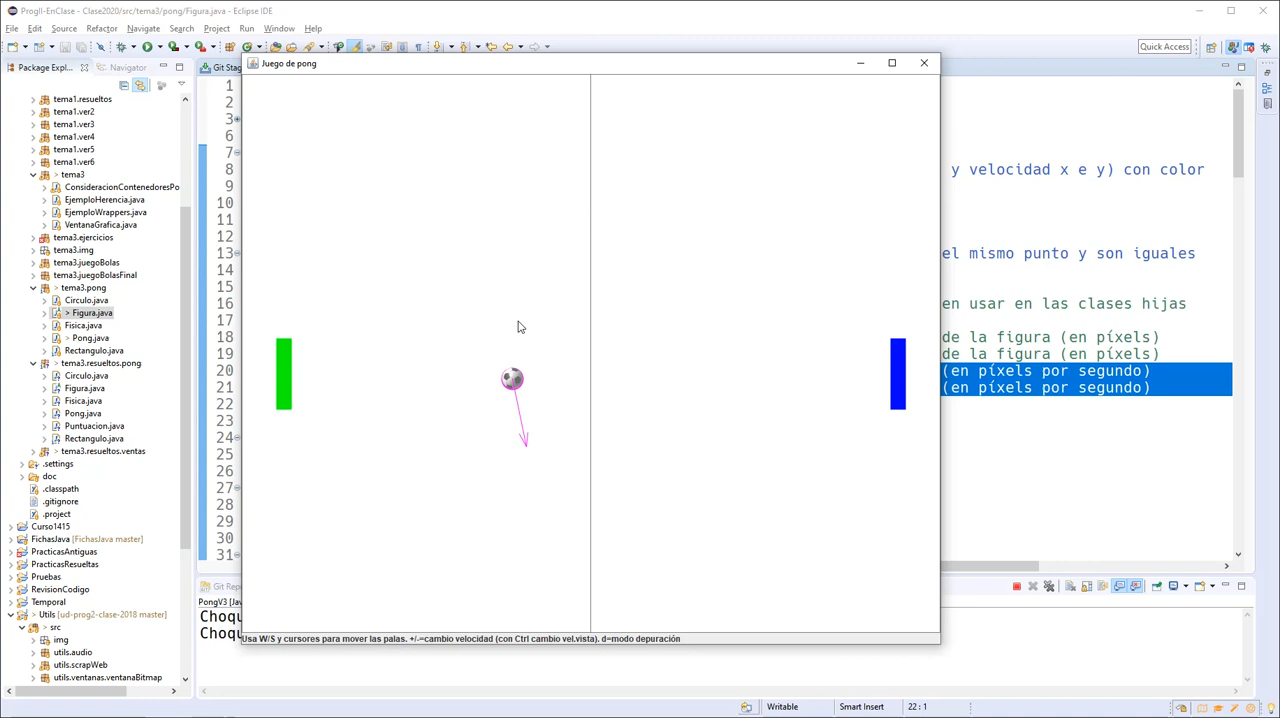 ProgII-EnClase - Clase2020/src/tema3/pong/Figura.java - Eclipse IDE
File Edit Source Refactor Navigate Search Project Run Window Help
Quick Access
Package Expl...
Navigator
Git Stag
Juego de pong
tema1.resueltos
tema1.ver2
tema1.ver3
tema1.ver4
tema1.ver5
tema1.ver6
> tema3
ConsideracionContenedoresPo
EjemploHerencia.java
EjemploWrappers.java
VentanaGrafica.java
tema3.ejercicios
tema3.img
tema3.juegoBolas
tema3.juegoBolasFinal
> tema3.pong
Circulo.java
> Figura.java
Fisica.java
> Pong.java
Rectangulo.java
> tema3.resueltos.pong
Circulo.java
Figura.java
Fisica.java
Pong.java
Puntuacion.java
Rectangulo.java
> tema3.resueltos.ventas
.settings
doc
.classpath
.gitignore
.project
Curso1415
FichasJava [FichasJava master]
PracticasAntiguas
PracticasResueltas
Pruebas
RevisionCodigo
Temporal
> Utils [ud-prog2-clase-2018 master]
> src
img
utils.audio
utils.scrapWeb
utils.ventanas.ventanaBitmap
1
2
3
6
7
8
9
10
11
12
13
14
15
16
17
18
19
20
21
22
23
24
25
26
27
28
29
30
31
y velocidad x e y) con color
el mismo punto y son iguales
en usar en las clases hijas
de la figura (en píxels)
de la figura (en píxels)
(en píxels por segundo)
(en píxels por segundo)
Usa W/S y cursores para mover las palas. +/-=cambio velocidad (con Ctrl cambio vel.vista). d=modo depuración
Git Repo
PongV3 [Jav
Choqu
Choqu
Writable
Smart Insert
22 : 1